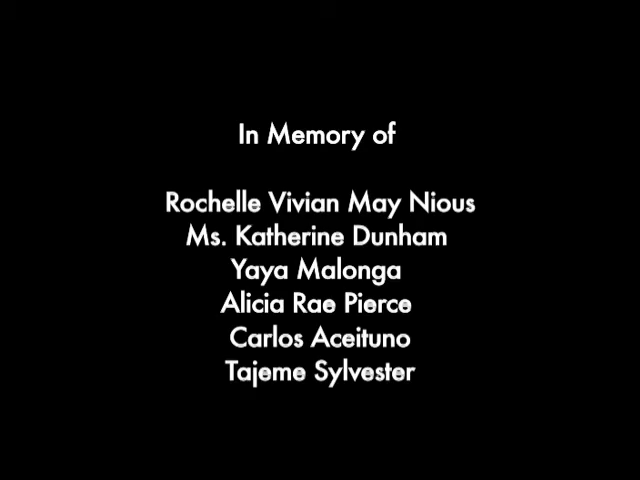 In Memory of
Rochelle Vivian May Nious
Ms. Katherine Dunham
Yaya Malonga
Alicia Rae Pierce
Carlos Aceituno
Tajeme Sylvester